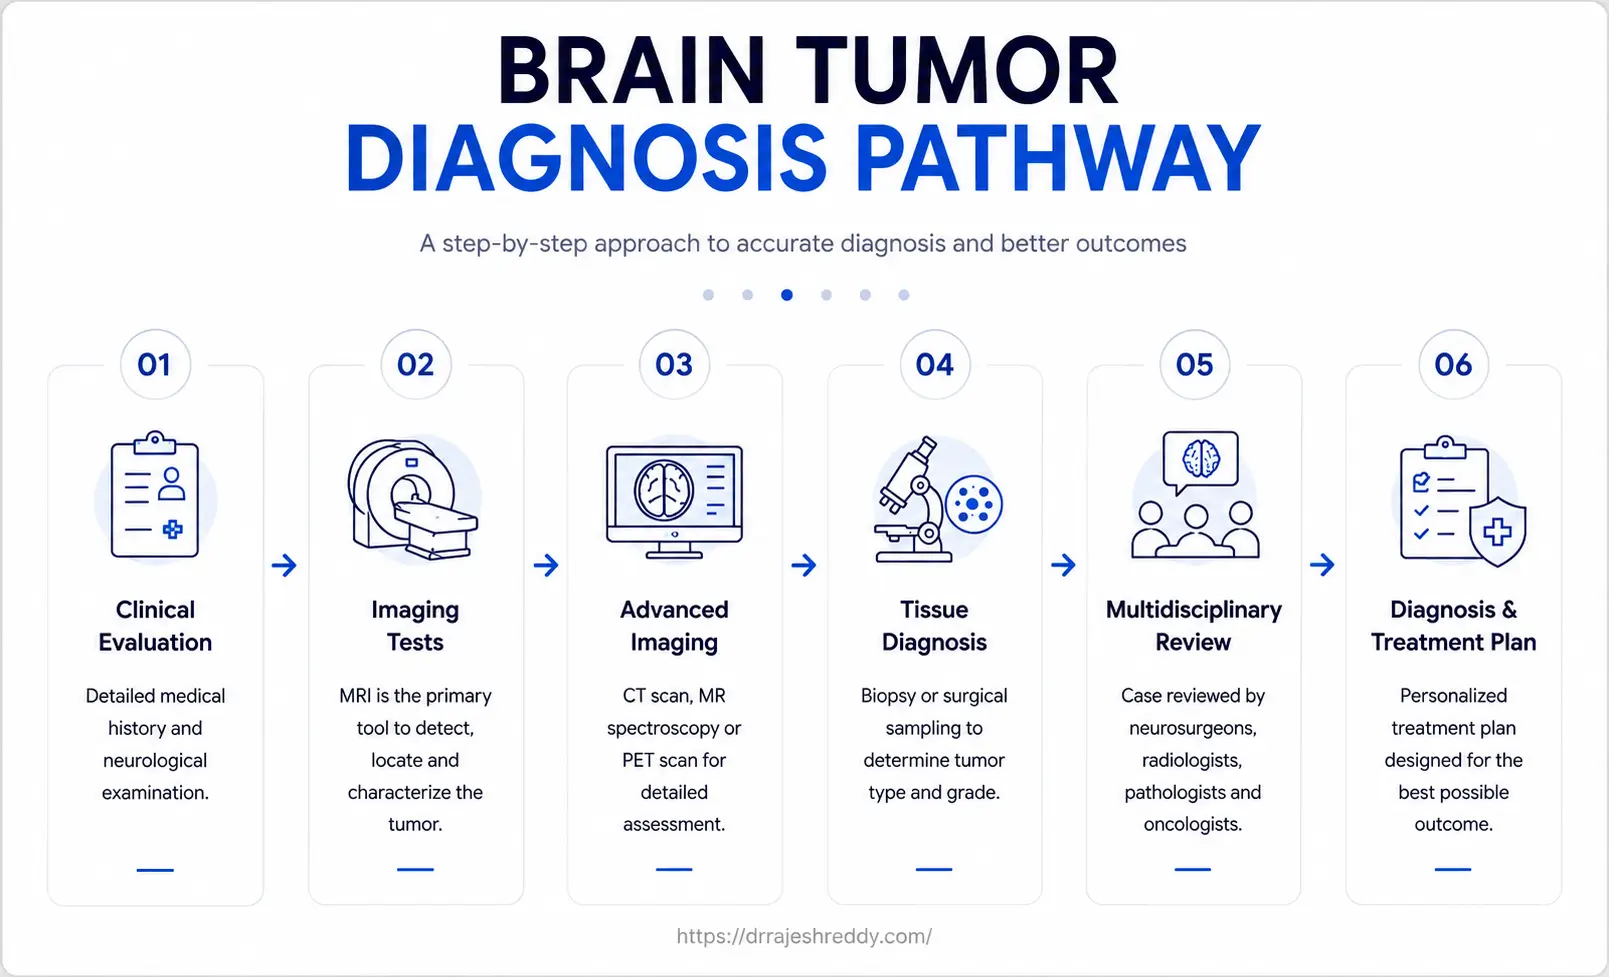 BRAIN TUMOR
DIAGNOSIS PATHWAY
A step-by-step approach to accurate diagnosis and better outcomes
01
Clinical
Evaluation
Detailed medical
history and
neurological
examination.
02
Imaging
Tests
MRI is the primary
tool to detect,
locate and
characterize the
tumor.
03
Advanced
Imaging
CT scan, MR
spectroscopy or
PET scan for
detailed
assessment.
04
Tissue
Diagnosis
Biopsy or surgical
sampling to
determine tumor
type and grade.
05
Multidisciplinary
Review
Case reviewed by
neurosurgeons,
radiologists,
pathologists and
oncologists.
06
Diagnosis &
Treatment Plan
Personalized
treatment plan
designed for the
best possible
outcome.
https://drrajeshreddy.com/